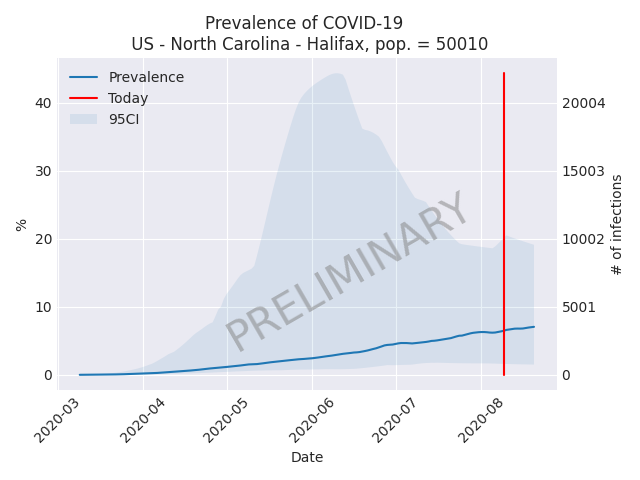 Prevalence of COVID-19
US - North Carolina - Halifax, pop. = 50010
Prevalence
Today
95CI
40
30
20
10
0
%
20004
15003
10002
5001
0
# of infections
PRELIMINARY
2020-03
2020-04
2020-05
2020-06
2020-07
2020-08
Date